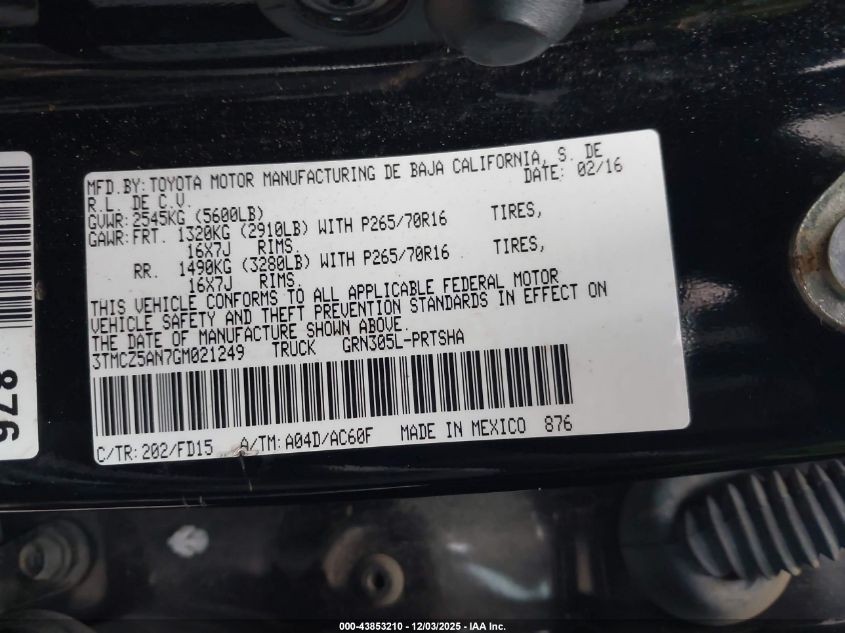 MFD. BY: TOYOTA MOTOR MANUFACTURING DE BAJA CALIFORNIA, S. DE
R.L. DE C.V. DATE: 02/16
GVWR: 2545KG (5600LB)
GAWR: FRT. 1320KG (2910LB) WITH P265/70R16 TIRES,
16X7J RIMS.
RR. 1490KG (3280LB) WITH P265/70R16 TIRES,
16X7J RIMS.
THIS VEHICLE CONFORMS TO ALL APPLICABLE FEDERAL MOTOR
VEHICLE SAFETY AND THEFT PREVENTION STANDARDS IN EFFECT ON
THE DATE OF MANUFACTURE SHOWN ABOVE.
3TMCZ5AN7GM021249 TRUCK GRN305L-PRTSHA
C/TR: 202/FD15 A/TM: A04D/AC60F MADE IN MEXICO 876
876
000-43853210 - 12/03/2025 - IAA Inc.